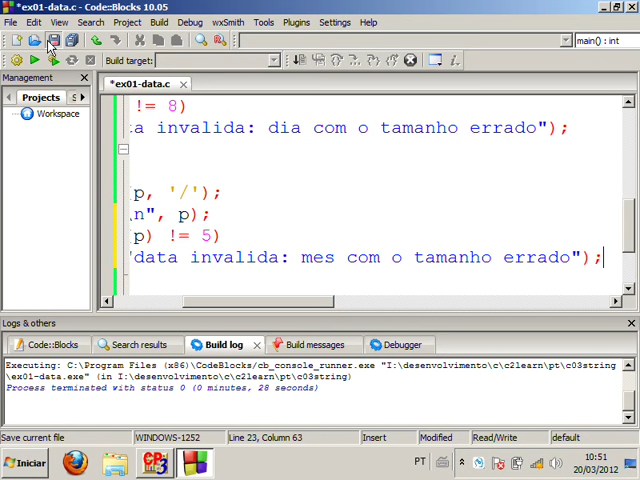 *ex01-data.c - Code::Blocks 10.05
File Edit View Search Project Build Debug wxSmith Tools Plugins Settings Help
main() : int
Build target:
Management
Projects S
Workspace
*ex01-data.c
!= 8)
ta invalida: dia com o tamanho errado");
(p, '/');
\n", p);
(p) != 5)
"data invalida: mes com o tamanho errado");
Logs & others
Code::Blocks Search results Build log Build messages Debugger
Executing: C:\Program Files (x86)\CodeBlocks/cb_console_runner.exe "I:\desenvolvimento\c\c2learn\pt\c03string
\ex01-data.exe" (in I:\desenvolvimento\c\c2learn\pt\c03string)
Process terminated with status 0 (0 minutes, 28 seconds)
Save current file WINDOWS-1252 Line 23, Column 63 Insert Modified Read/Write default
Iniciar PT 10:51
20/03/2012